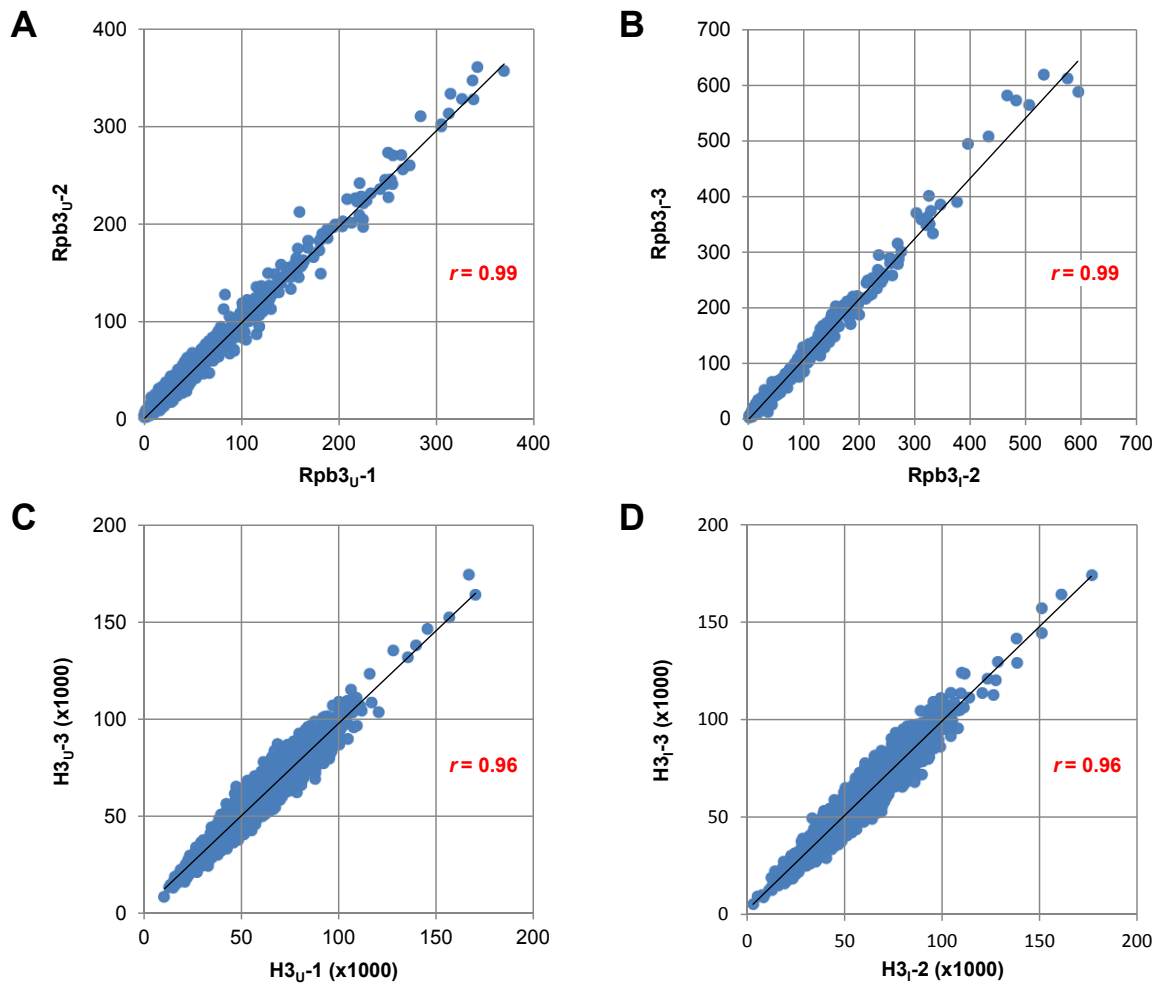 A
400
300
200
100
0
Rpb3U-2
r = 0.99
0 100 200 300 400
Rpb3U-1
B
700
600
500
400
300
200
100
0
Rpb3I-3
r = 0.99
0 100 200 300 400 500 600 700
Rpb3I-2
C
200
150
100
50
0
H3U-3 (x1000)
r = 0.96
0 50 100 150 200
H3U-1 (x1000)
D
200
150
100
50
0
H3I-3 (x1000)
r = 0.96
0 50 100 150 200
H3I-2 (x1000)